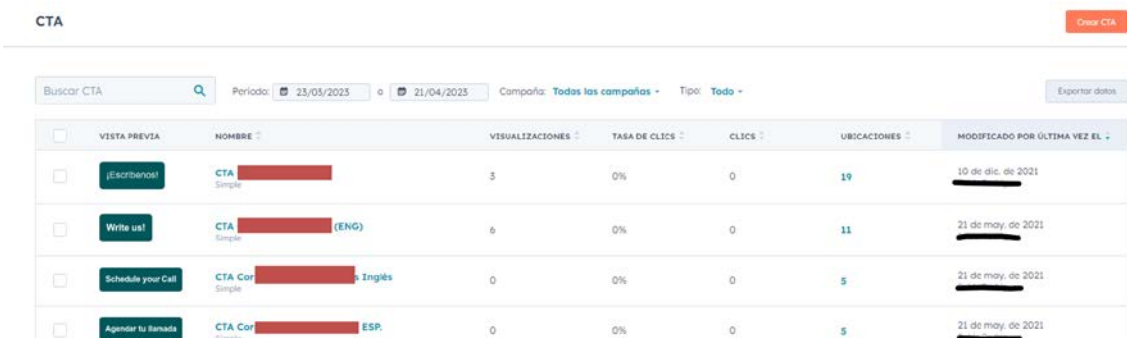 CTA
Crear CTA
Buscar CTA Periodo: 23/03/2023 a 21/04/2023 Campaña: Todas las campañas Tipo: Todo Exportar datos
VISTA PREVIA NOMBRE VISUALIZACIONES TASA DE CLICS CLICS UBICACIONES MODIFICADO POR ÚLTIMA VEZ EL
¡Escríbenos! CTA 3 0% 0 19 10 de dic. de 2021
Simple
Write us! CTA (ENG) 6 0% 0 11 21 de may. de 2021
Simple
Schedule your Call CTA Cor s Inglés 0 0% 0 5 21 de may. de 2021
Simple
Agendar tu llamada CTA Cor ESP. 0 0% 0 5 21 de may. de 2021
Simple